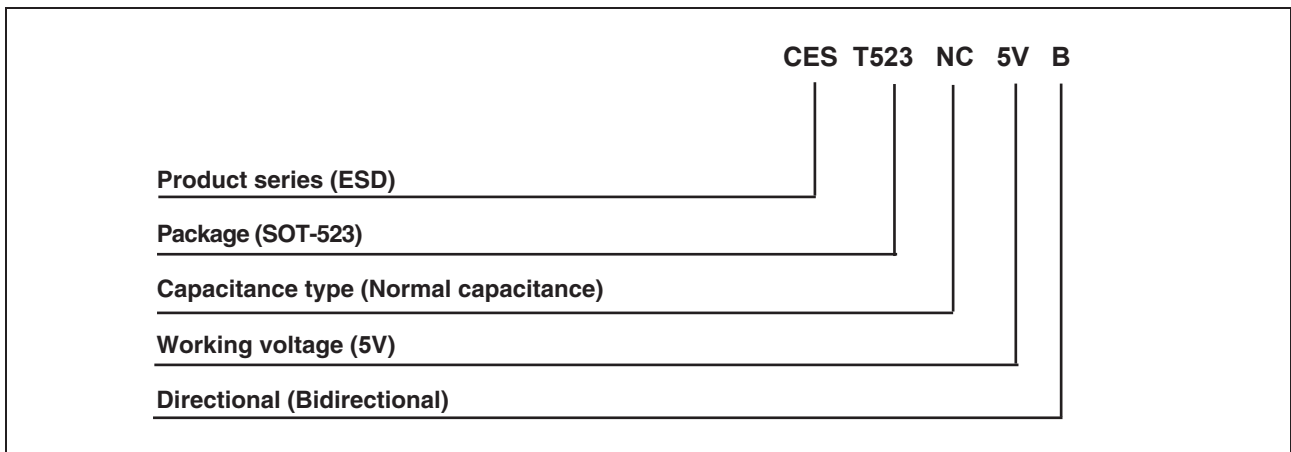 CES T523 NC 5V B
Product series (ESD)
Package (SOT-523)
Capacitance type (Normal capacitance)
Working voltage (5V)
Directional (Bidirectional)